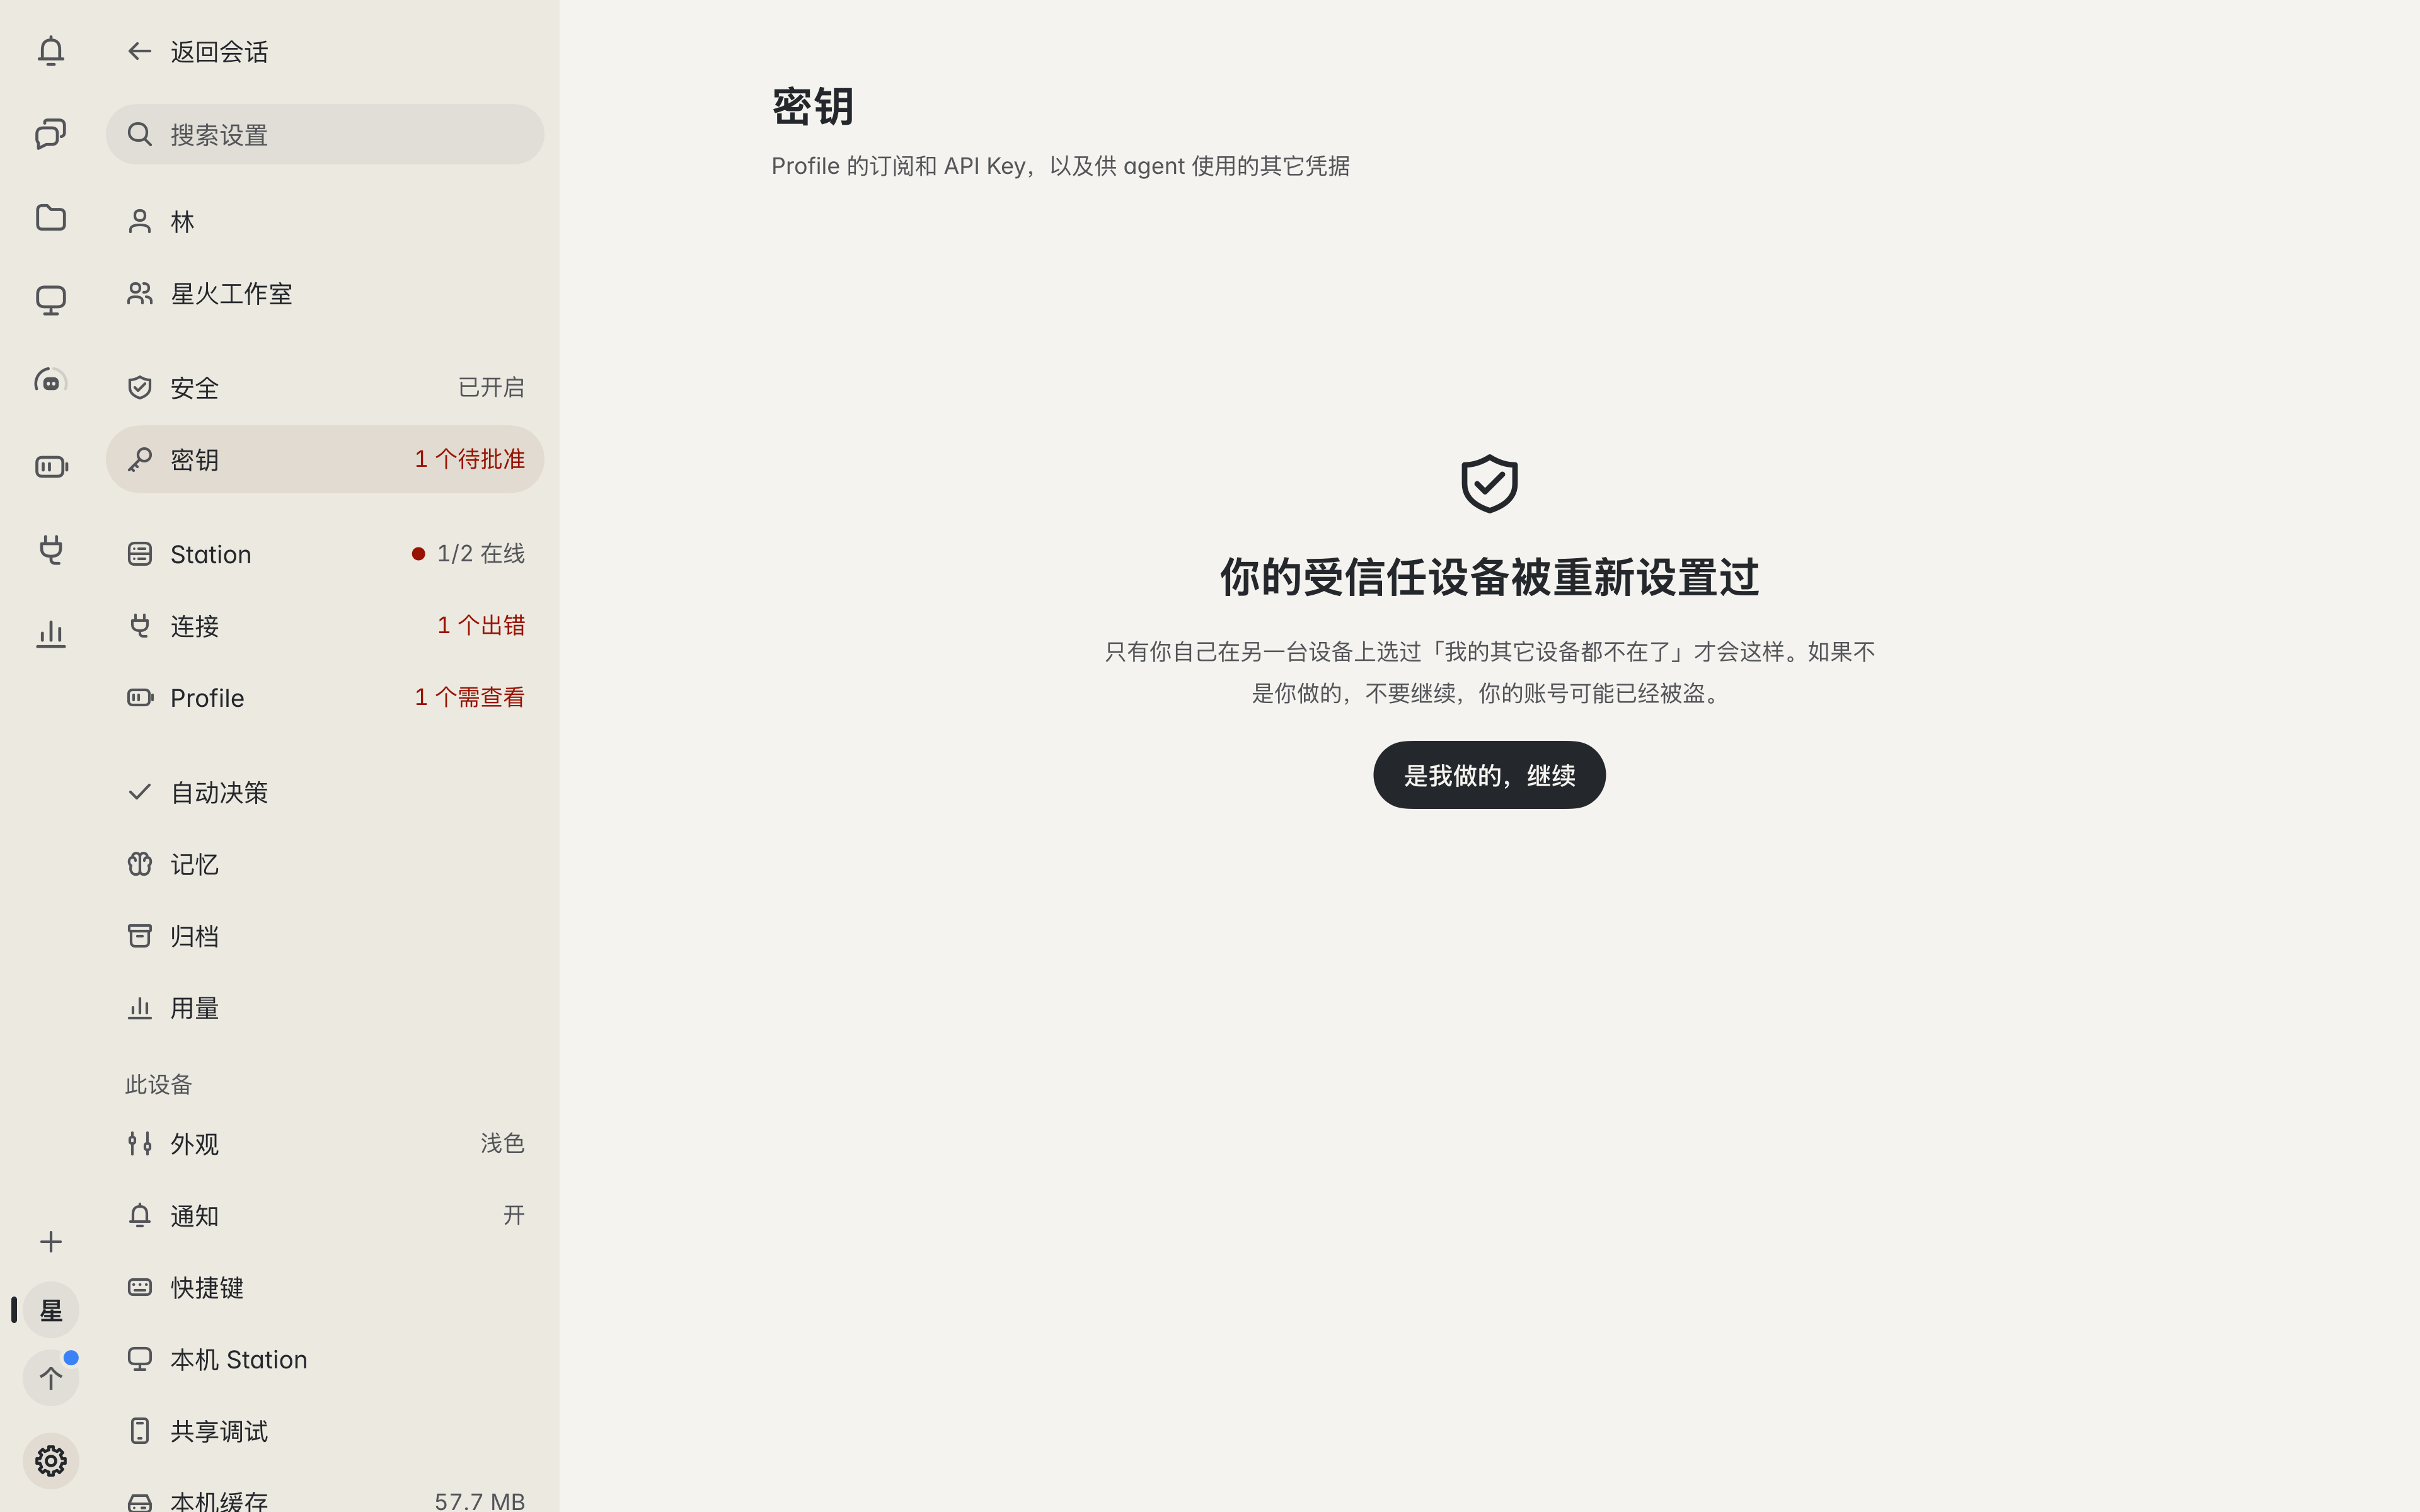 返回会话
搜索设置
林
星火工作室
安全 已开启
密钥 1 个待批准
Station 1/2 在线
连接 1 个出错
Profile 1 个需查看
自动决策
记忆
归档
用量
此设备
外观 浅色
通知 开
快捷键
本机 Station
共享调试
本机缓存 57.7 MB
星
个
密钥
Profile 的订阅和 API Key，以及供 agent 使用的其它凭据
你的受信任设备被重新设置过
只有你自己在另一台设备上选过「我的其它设备都不在了」才会这样。如果不
是你做的，不要继续，你的账号可能已经被盗。
是我做的，继续